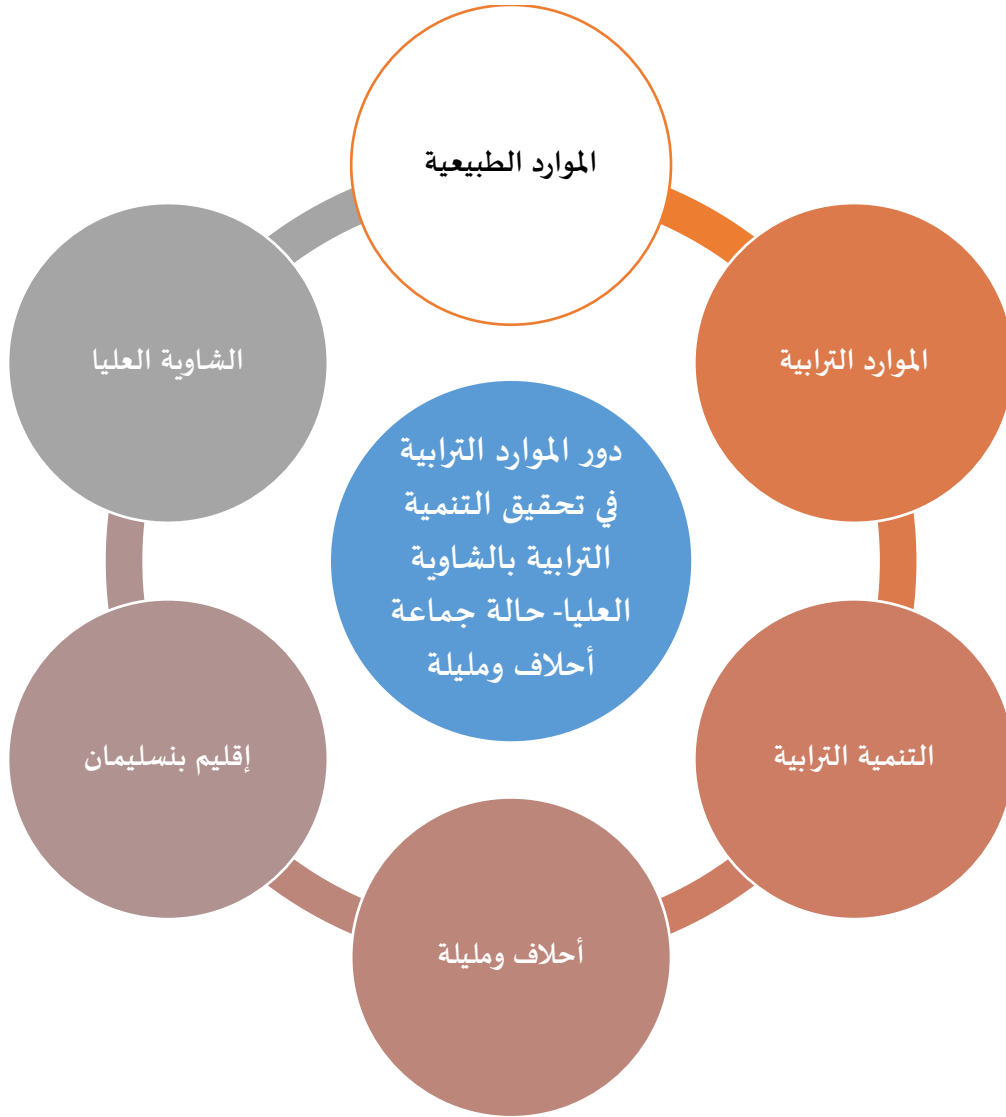 الموارد الطبيعية
الموارد الترابية
التنمية الترابية
أحلاف ومليلة
إقليم بنسليمان
الشاوية العليا
دور الموارد الترابية
في تحقيق التنمية
الترابية بالشاوية
العليا- حالة جماعة
أحلاف ومليلة